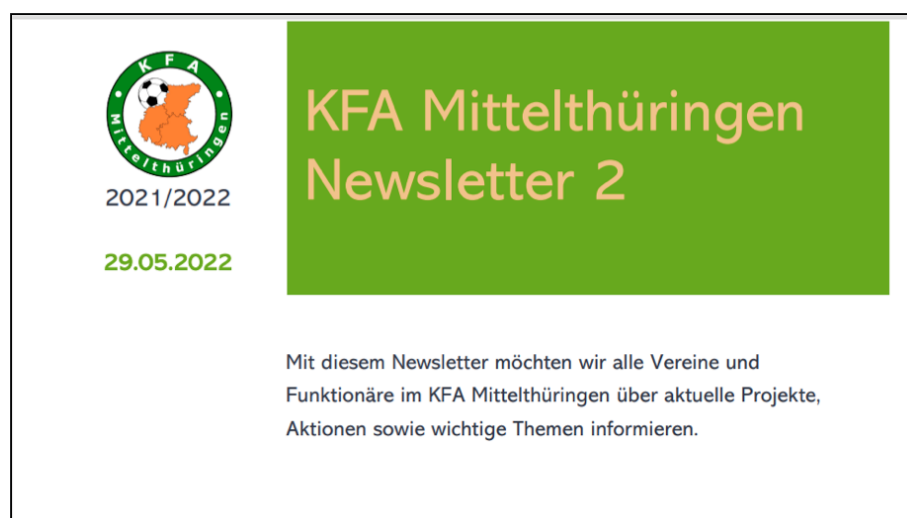 KFA Mittelthüringen
2021/2022
29.05.2022
KFA Mittelthüringen
Newsletter 2
Mit diesem Newsletter möchten wir alle Vereine und
Funktionäre im KFA Mittelthüringen über aktuelle Projekte,
Aktionen sowie wichtige Themen informieren.